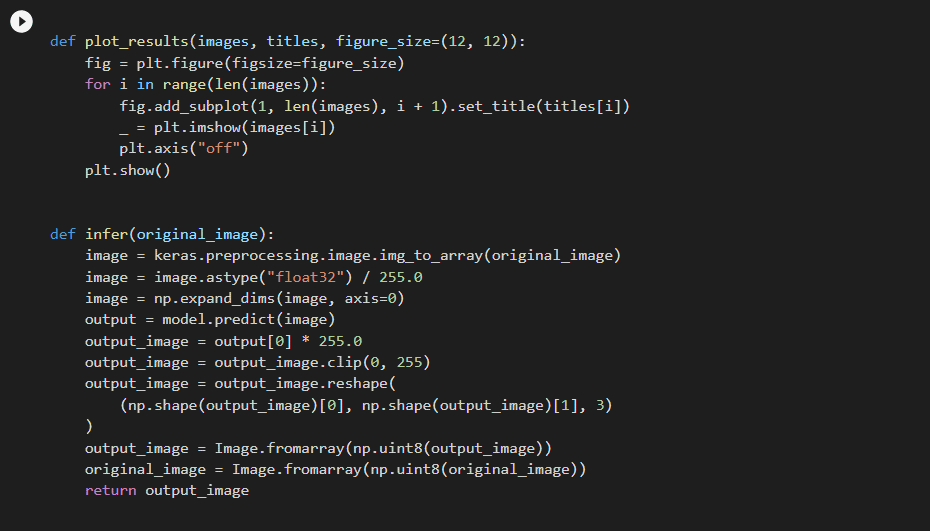 def plot_results(images, titles, figure_size=(12, 12)):
    fig = plt.figure(figsize=figure_size)
    for i in range(len(images)):
        fig.add_subplot(1, len(images), i + 1).set_title(titles[i])
        _ = plt.imshow(images[i])
        plt.axis("off")
    plt.show()
def infer(original_image):
    image = keras.preprocessing.image.img_to_array(original_image)
    image = image.astype("float32") / 255.0
    image = np.expand_dims(image, axis=0)
    output = model.predict(image)
    output_image = output[0] * 255.0
    output_image = output_image.clip(0, 255)
    output_image = output_image.reshape(
        (np.shape(output_image)[0], np.shape(output_image)[1], 3)
    )
    output_image = Image.fromarray(np.uint8(output_image))
    original_image = Image.fromarray(np.uint8(original_image))
    return output_image